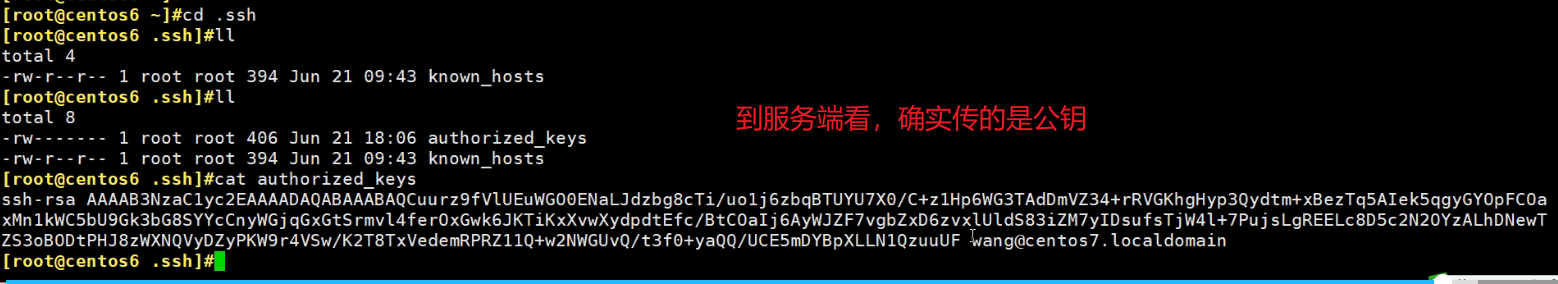 [root@centos6 ~]#cd .ssh
[root@centos6 .ssh]#ll
total 4
-rw-r--r-- 1 root root 394 Jun 21 09:43 known_hosts
[root@centos6 .ssh]#ll
total 8
-rw------- 1 root root 406 Jun 21 18:06 authorized_keys
-rw-r--r-- 1 root root 394 Jun 21 09:43 known_hosts
到服务端看，确实传的是公钥
[root@centos6 .ssh]#cat authorized_keys
ssh-rsa AAAAB3NzaC1yc2EAAAADAQABAAABAQCuurz9fVlUEuWGO0ENaLJdzbg8cTi/uo1j6zbqBTUYU7X0/C+z1Hp6WG3TAdDmVZ34+rRVGKhgHyp3Qydtm+xBezTq5AIek5qgyGYOpFCOa
xMn1kWC5bU9Gk3bG8SYYcCnyWGjqGxGtSrmvl4ferOxGwk6JKTiKxXvwXydpdtEfc/BtCOaIj6AyWJZF7vgbZxD6zvxlUldS83iZM7yIDsufsTjW4l+7PujsLgREELc8D5c2N2OYzALhDNewT
ZS3oBODtPHJ8zWXNQVyDZyPKW9r4VSw/K2T8TxVedemRPRZ11Q+w2NWGUvQ/t3f0+yaQQ/UCE5mDYBpXLLN1QzuuUF wang@centos7.localdomain
[root@centos6 .ssh]#